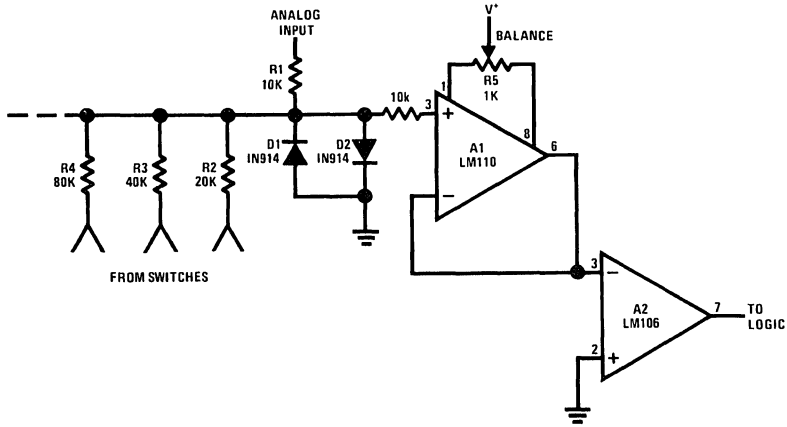 ANALOG
INPUT
V+
BALANCE
R1
10K
R5
1K
10k
1
3
+
8
6
A1
LM110
−
D1
IN914
D2
IN914
R4
80K
R3
40K
R2
20K
FROM SWITCHES
3
−
A2
LM106
7
TO
LOGIC
2
+